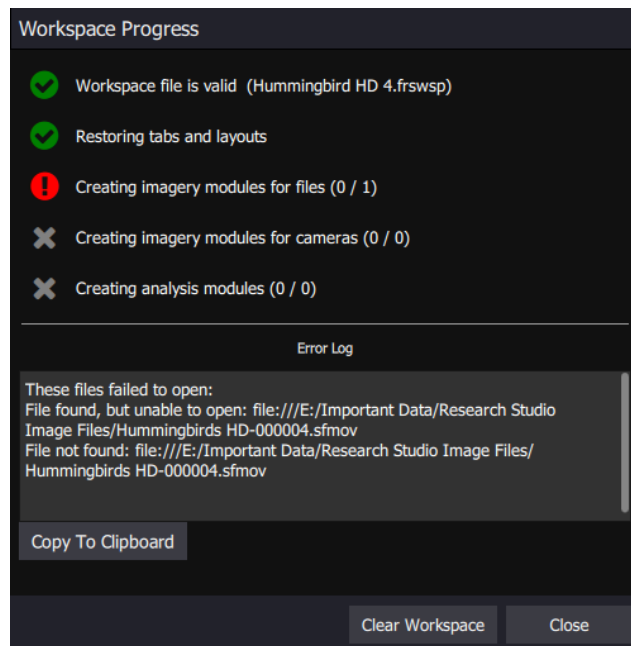 Workspace Progress
Workspace file is valid  (Hummingbird HD 4.frswsp)
Restoring tabs and layouts
Creating imagery modules for files (0 / 1)
Creating imagery modules for cameras (0 / 0)
Creating analysis modules (0 / 0)
Error Log
These files failed to open:
File found, but unable to open: file:///E:/Important Data/Research Studio
Image Files/Hummingbirds HD-000004.sfmov
File not found: file:///E:/Important Data/Research Studio Image Files/
Hummingbirds HD-000004.sfmov
Copy To Clipboard
Clear Workspace
Close